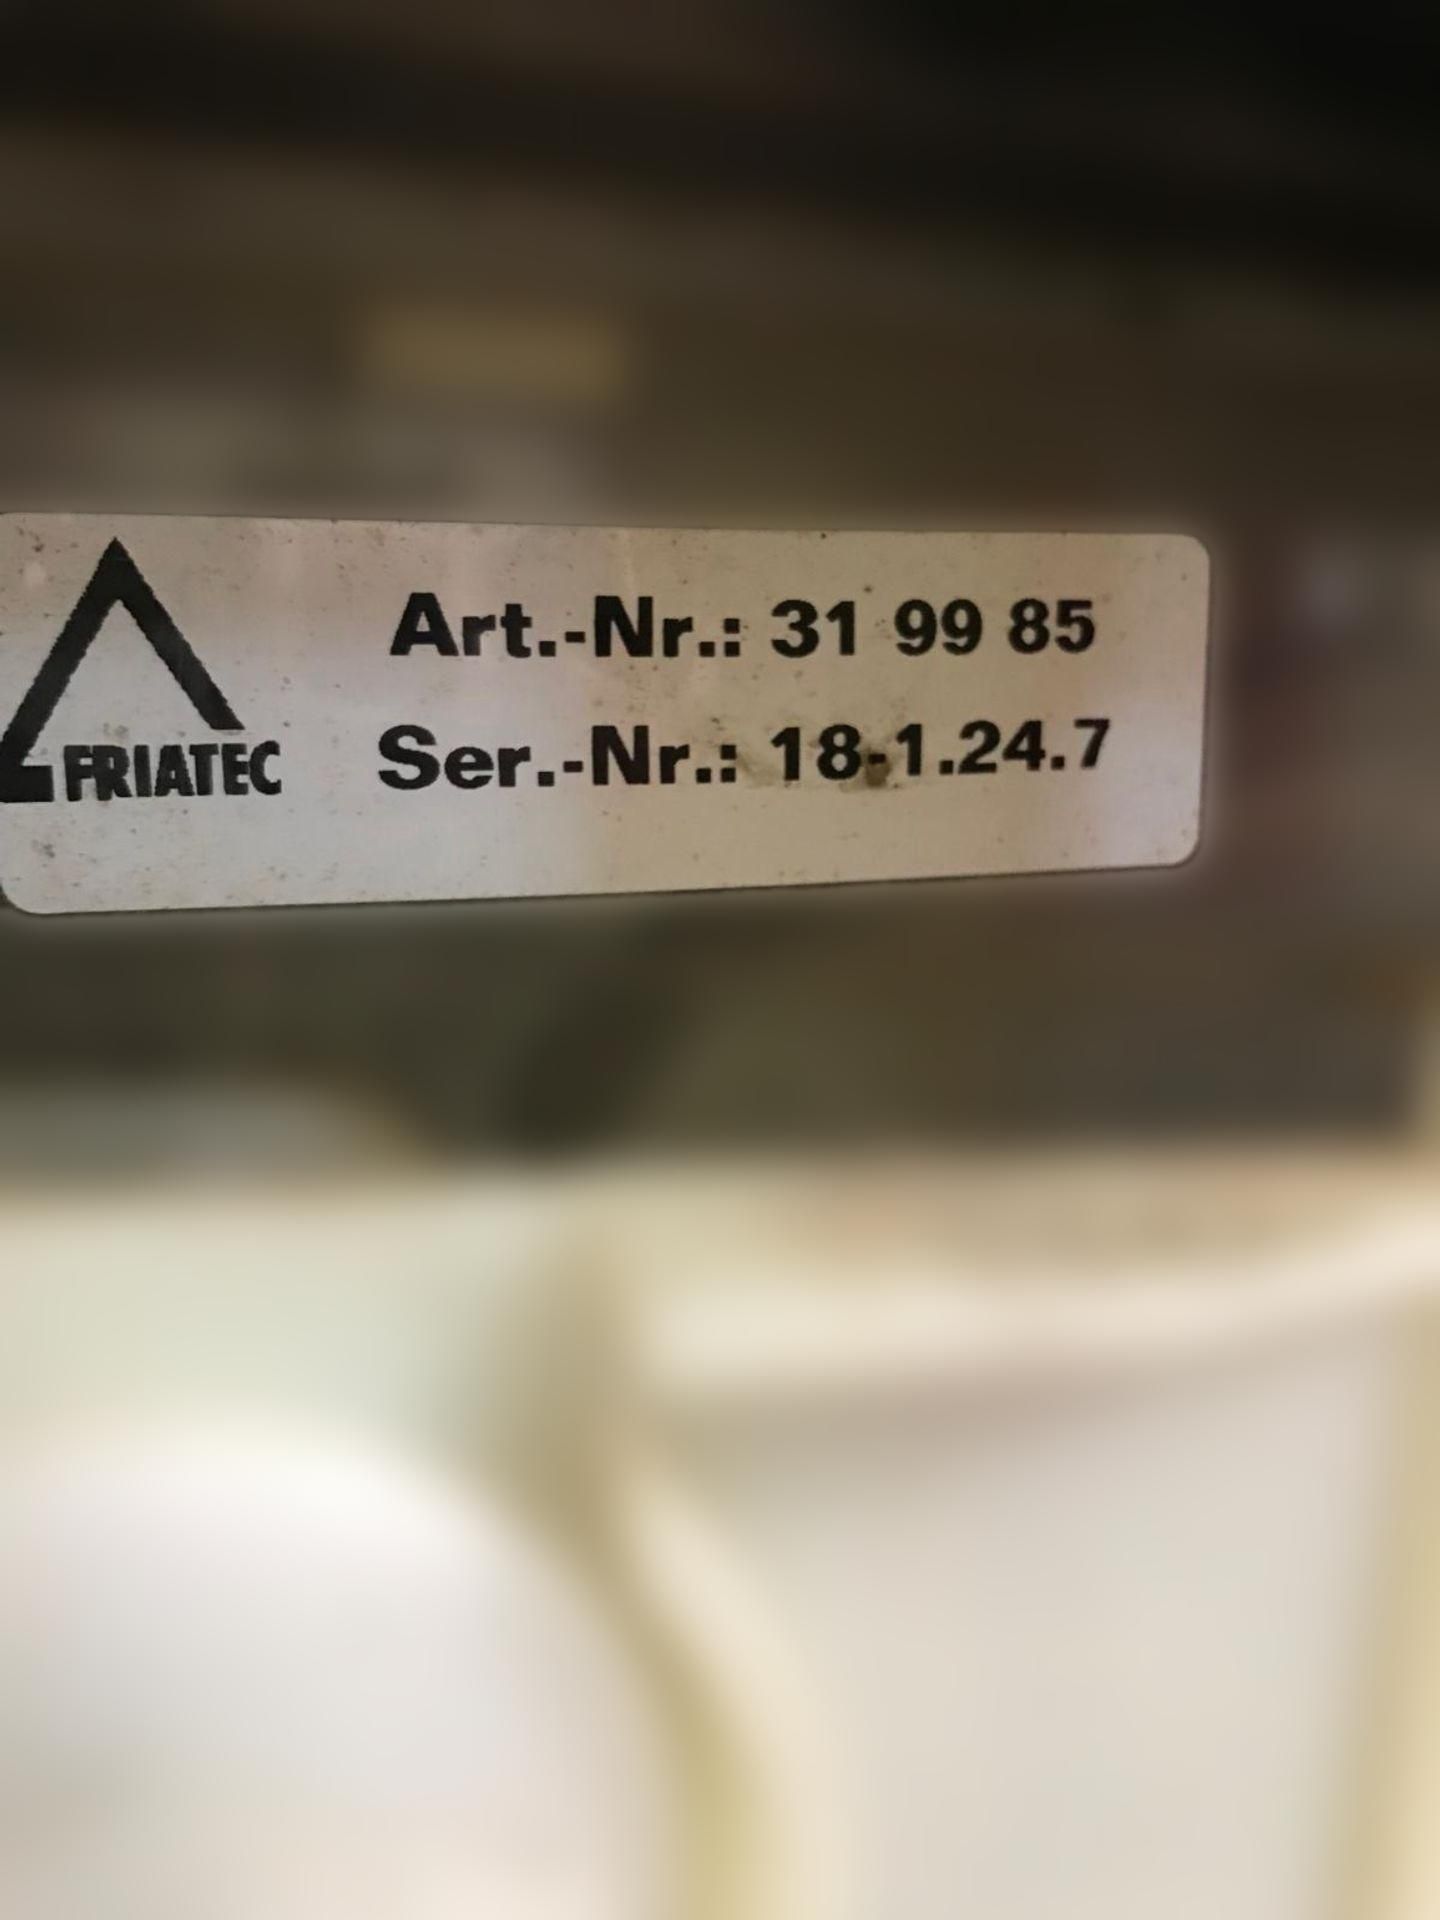 Art.-Nr.: 31 99 85
FRIATEC
Ser.-Nr.: 18-1.24.7